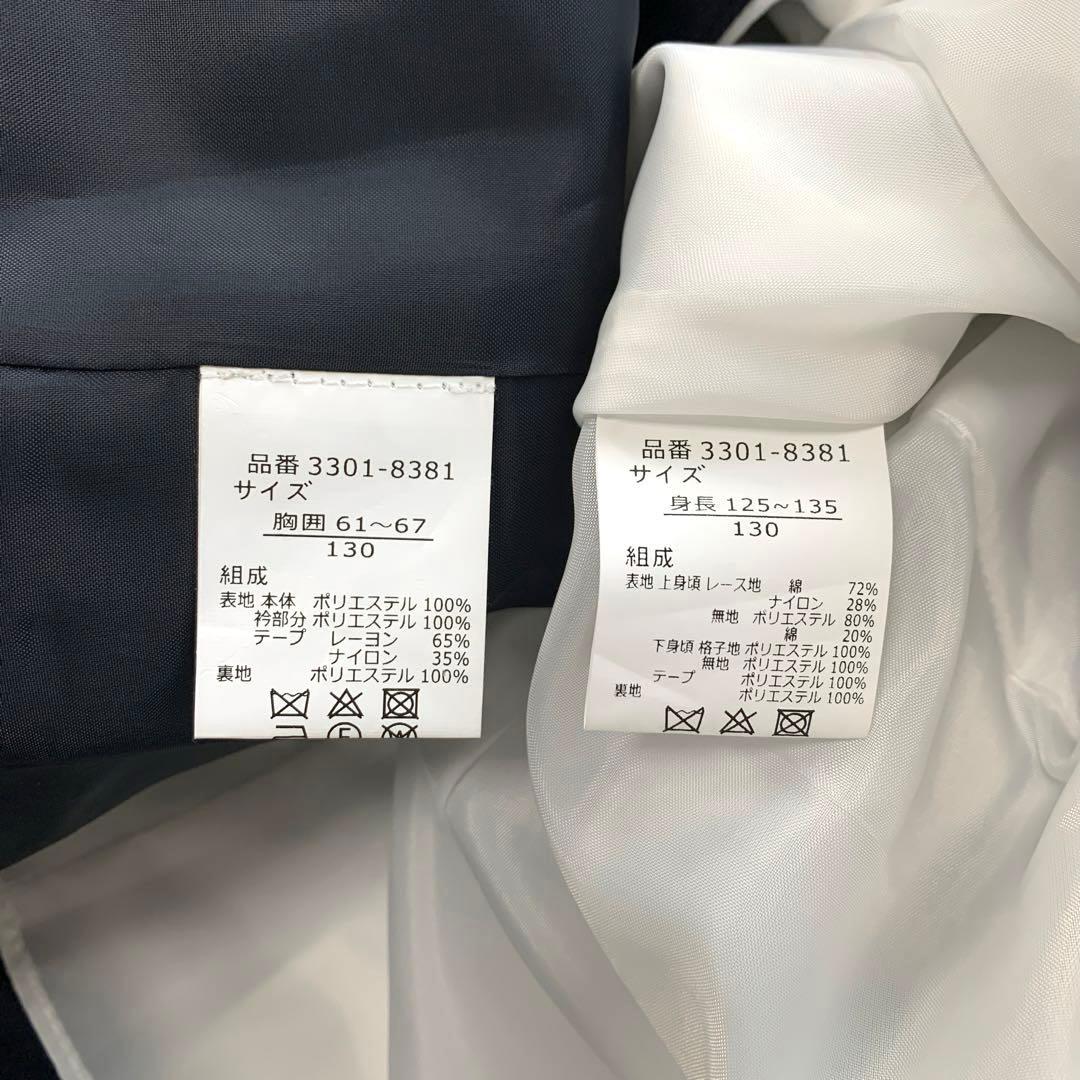 品番 3301-8381
サイズ
胸囲 61～67
130
組成
表地 本体 ポリエステル 100%
衿部分 ポリエステル 100%
テープ レーヨン 65%
ナイロン 35%
裏地 ポリエステル 100%
品番 3301-8381
サイズ
身長 125～135
130
組成
表地 上身頃 レース地 綿 72%
ナイロン 28%
無地 ポリエステル 80%
綿 20%
下身頃 格子地 ポリエステル 100%
無地 ポリエステル 100%
テープ ポリエステル 100%
裏地 ポリエステル 100%